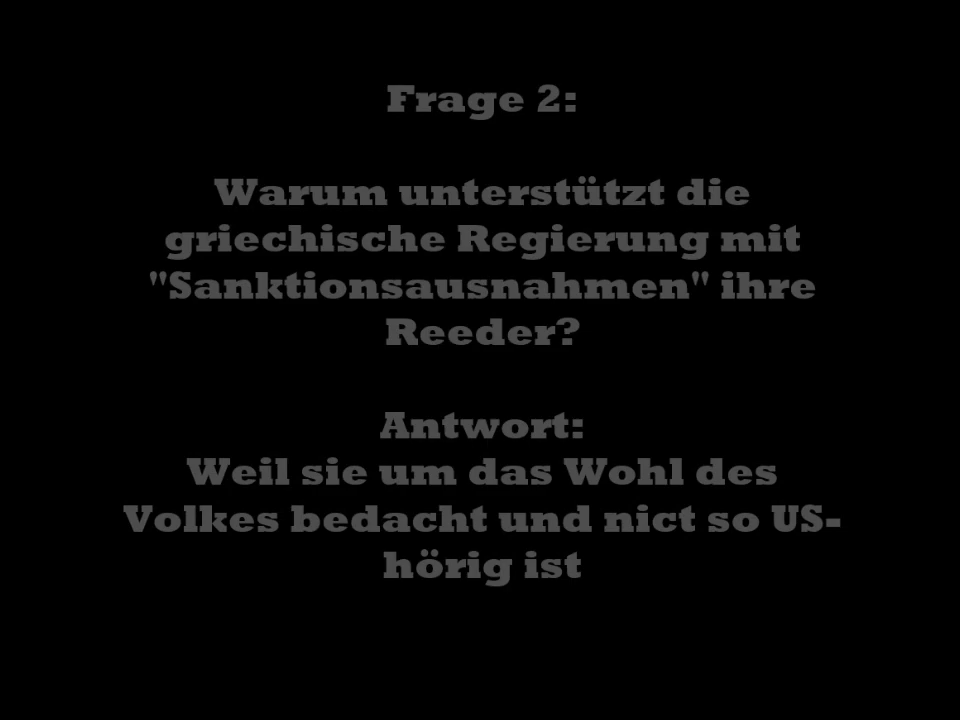 Frage 2:
Warum unterstützt die
griechische Regierung mit
"Sanktionsausnahmen" ihre
Reeder?
Antwort:
Weil sie um das Wohl des
Volkes bedacht und nict so US-
hörig ist